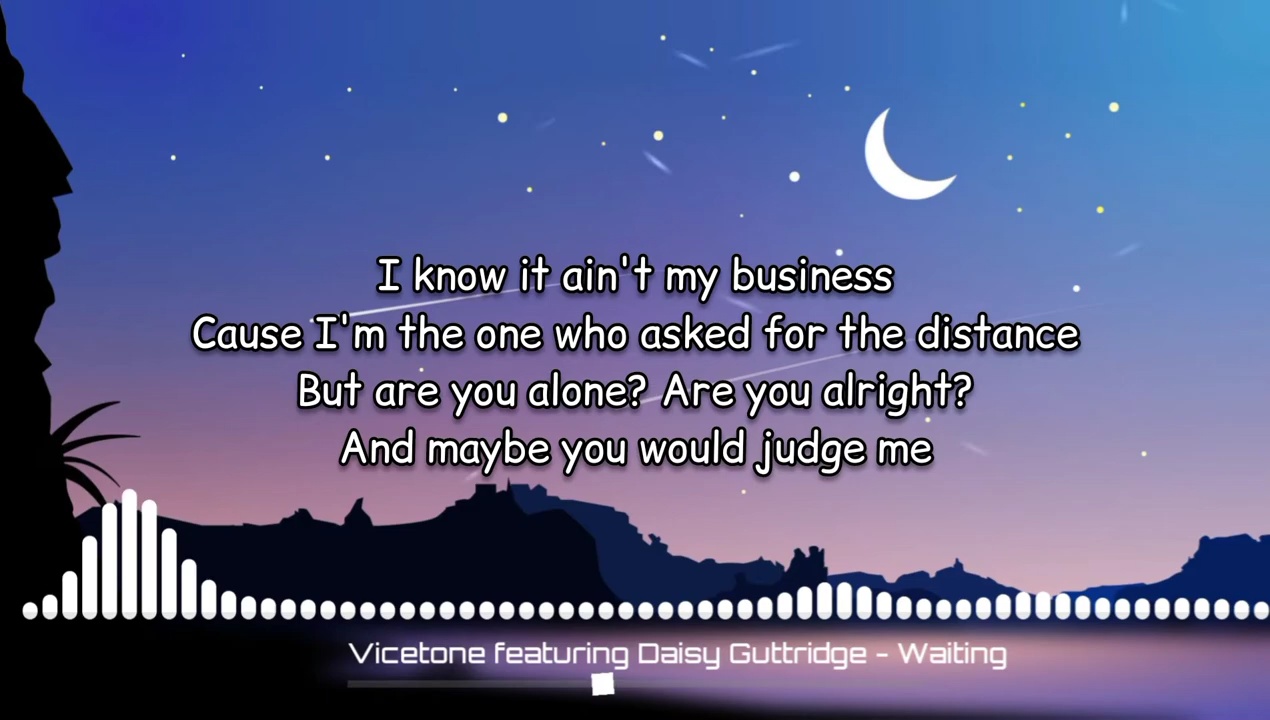 I know it ain't my business
Cause I'm the one who asked for the distance
But are you alone? Are you alright?
And maybe you would judge me
Vicetone featuring Daisy Guttridge - Waiting